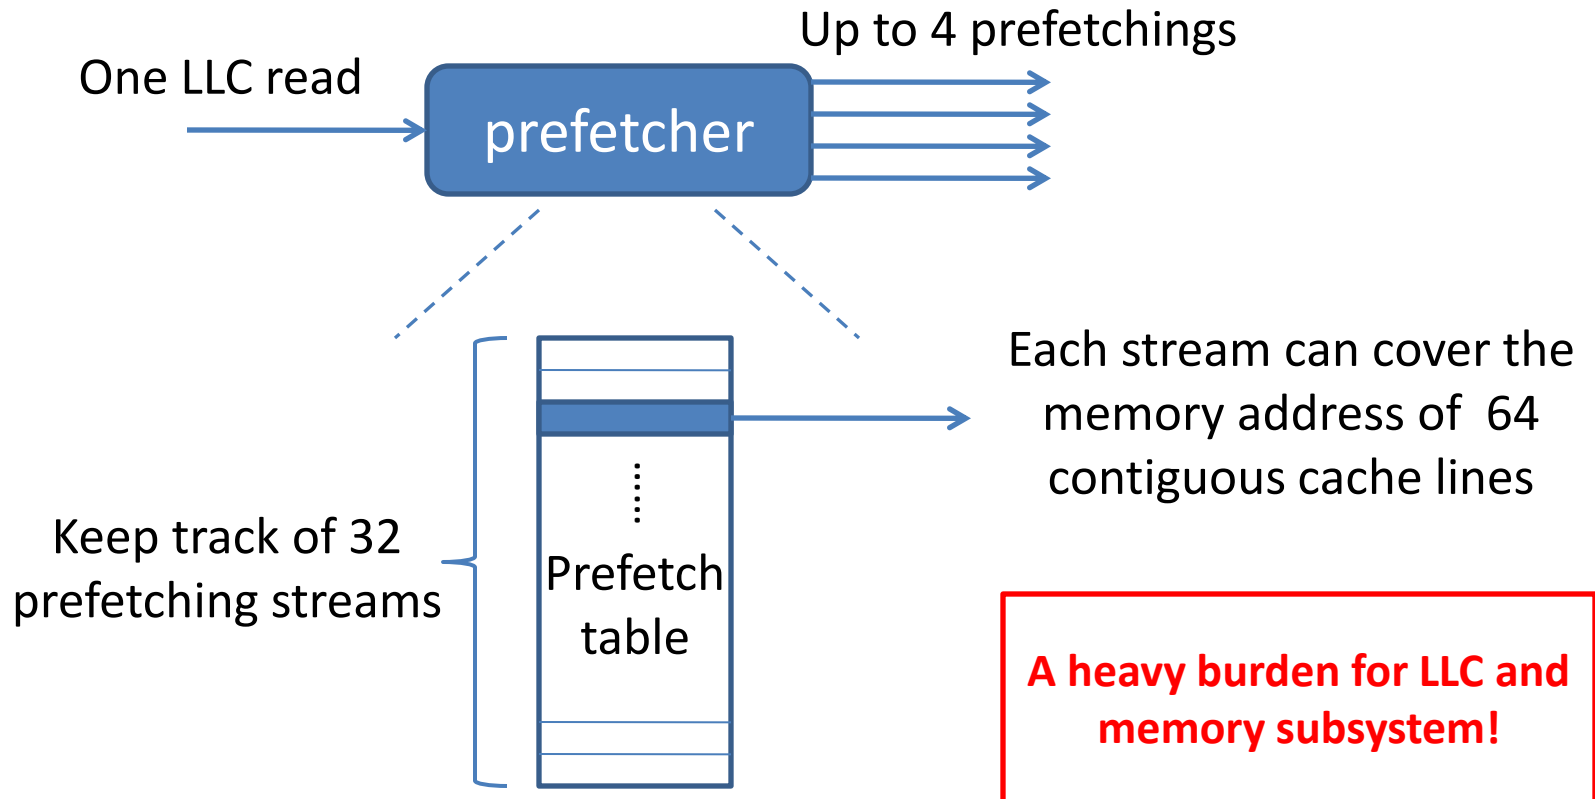 Up to 4 prefetchings
One LLC read
prefetcher
Each stream can cover the
memory address of 64
contiguous cache lines
Keep track of 32
prefetching streams
Prefetch
table
A heavy burden for LLC and
memory subsystem!